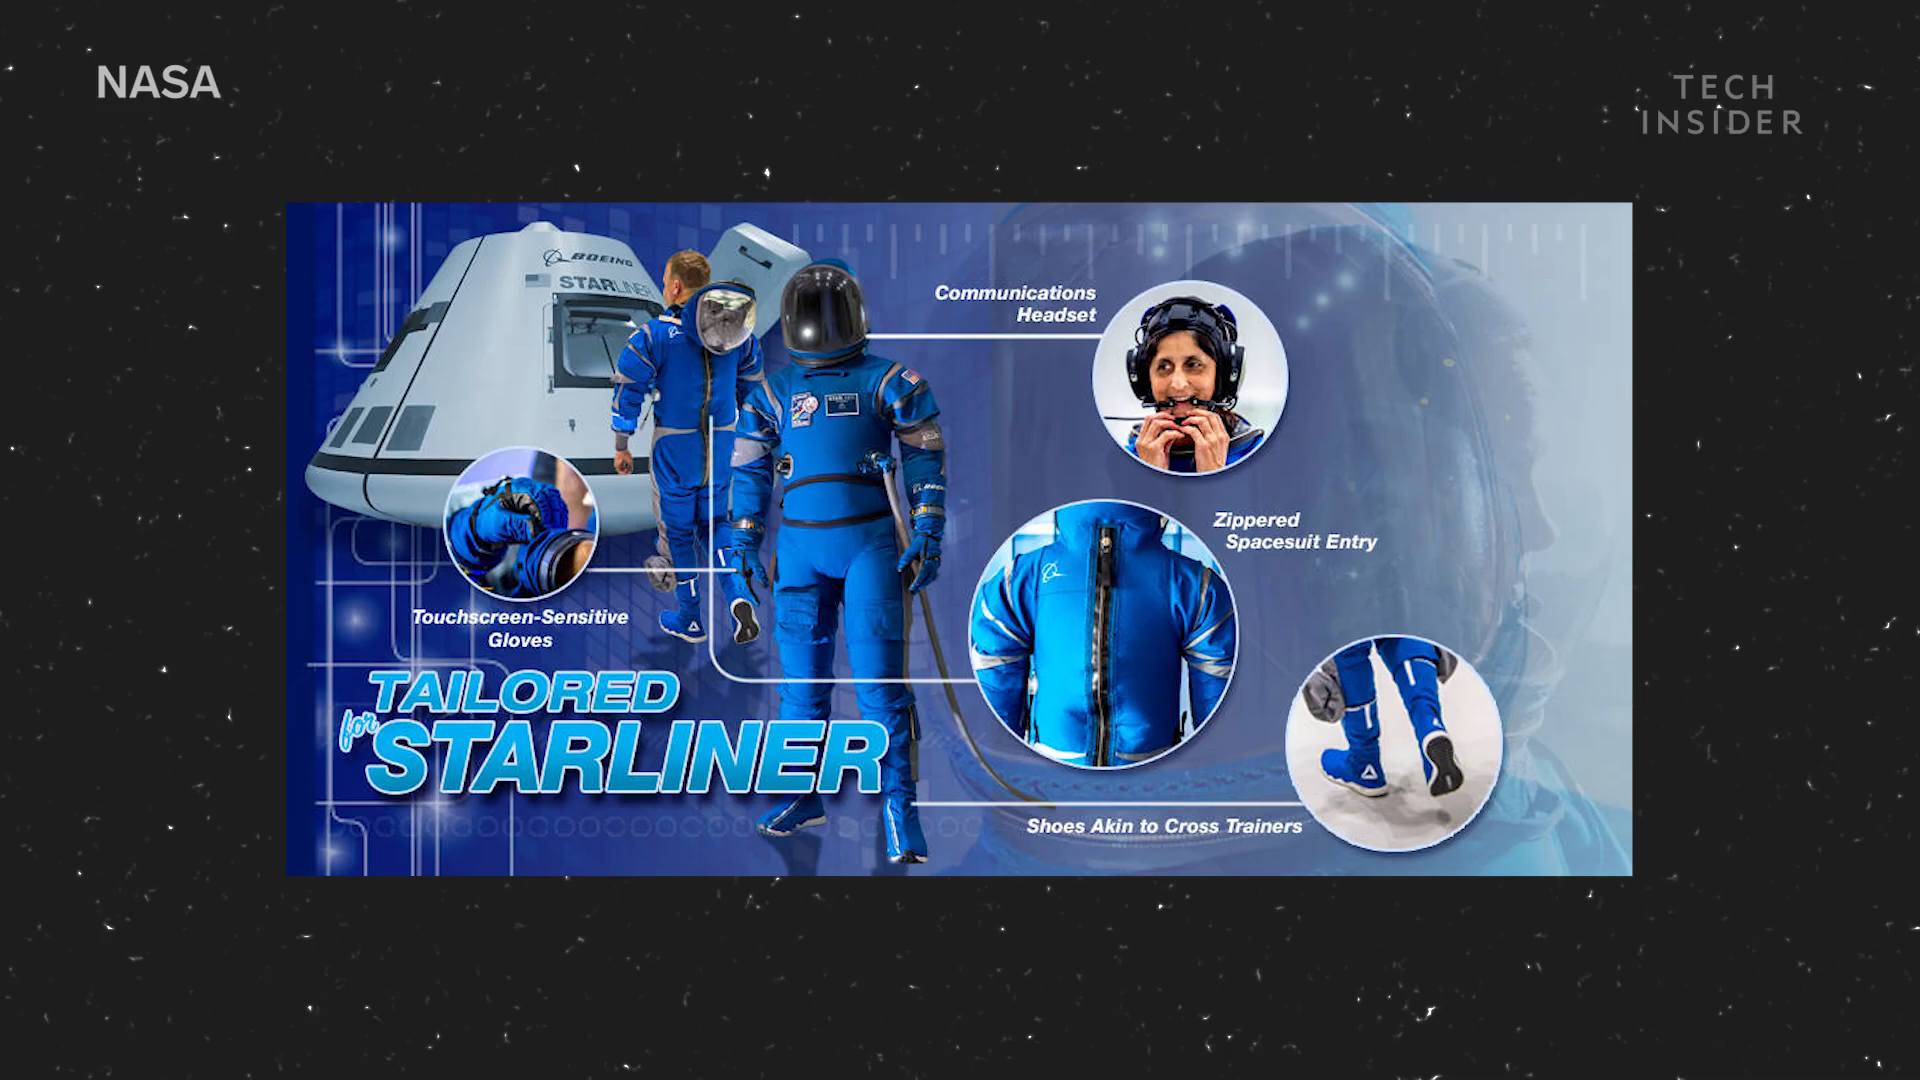 NASA
TECH
INSIDER
BOEING
STARLINER
Communications
Headset
Zippered
Spacesuit Entry
Touchscreen-Sensitive
Gloves
TAILORED
for
STARLINER
Shoes Akin to Cross Trainers